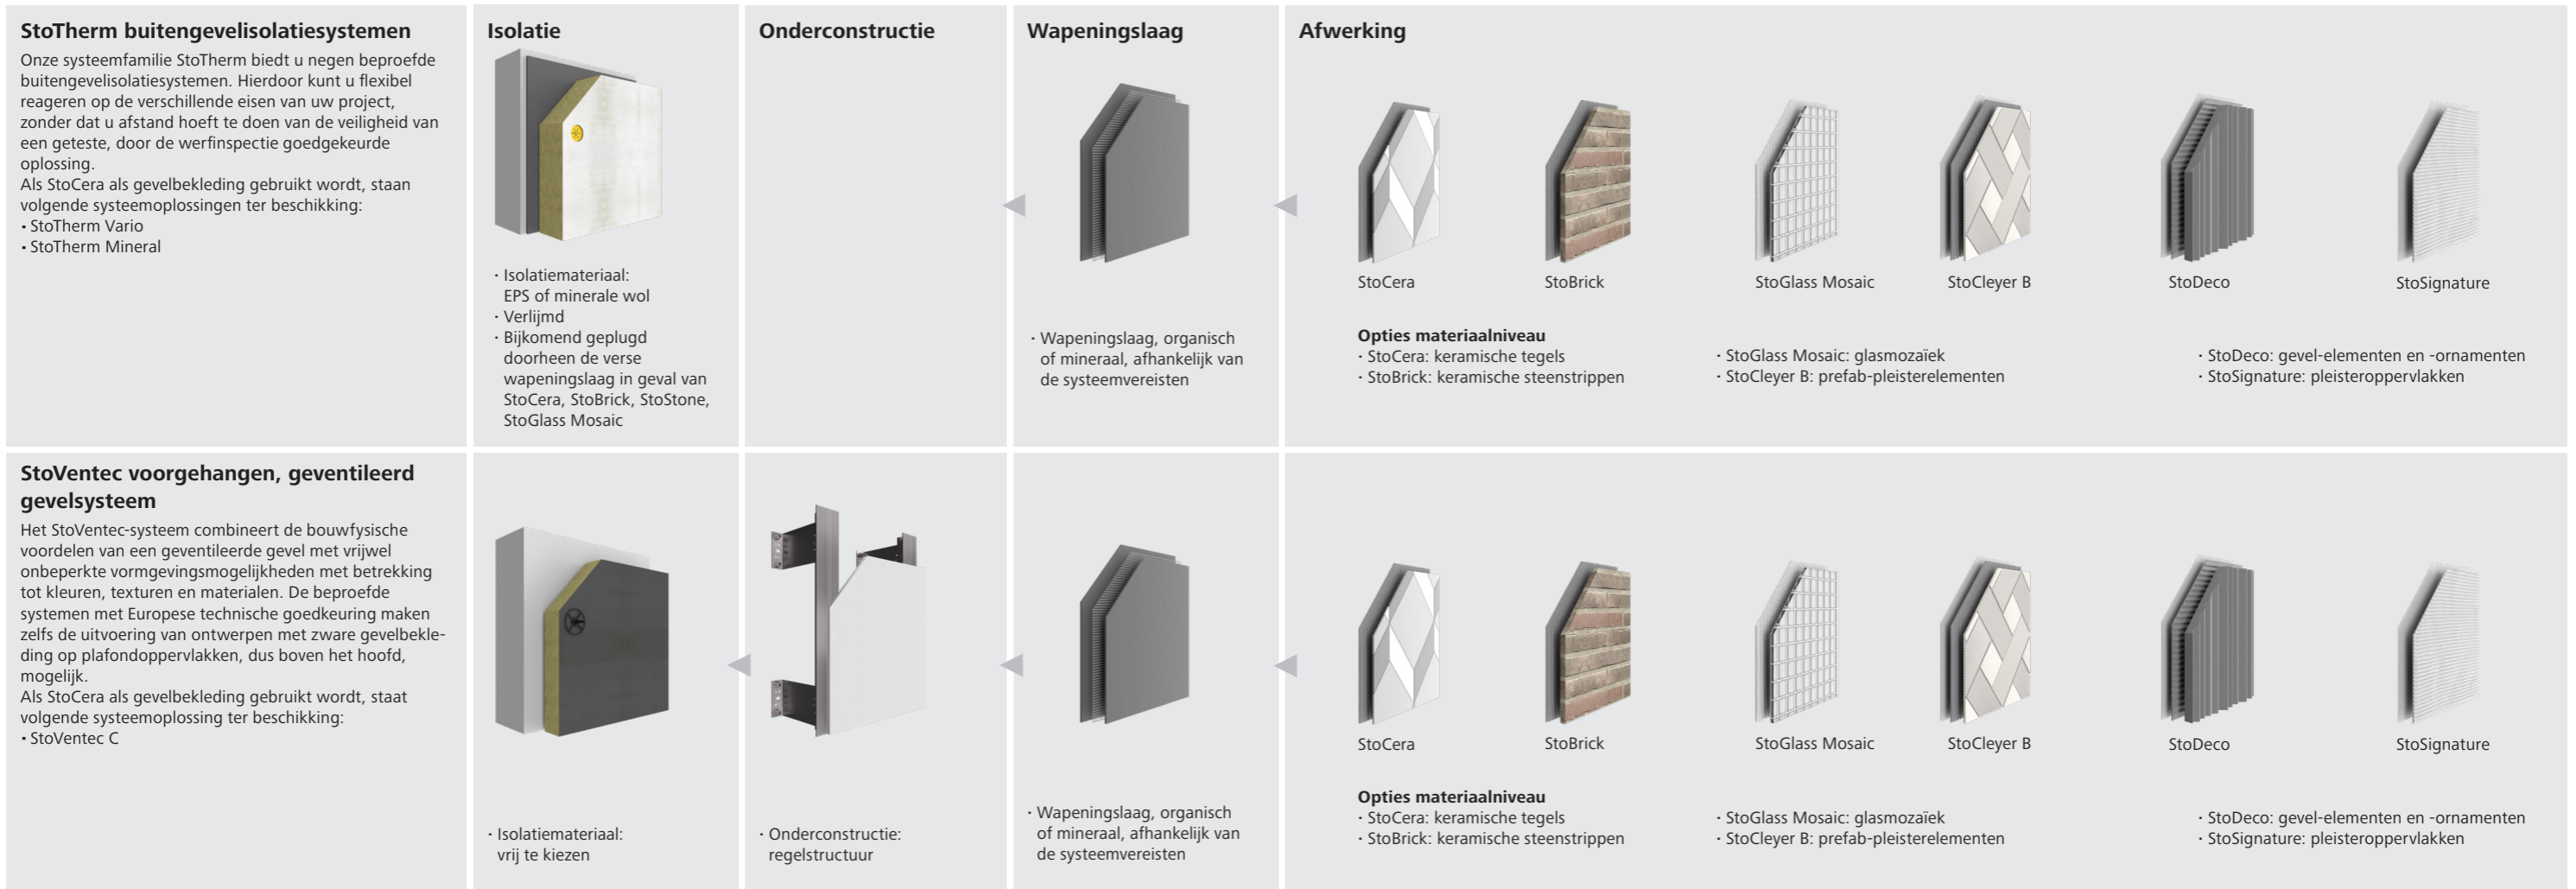 StoTherm buitengevelisolatiesystemen
Onze systeemfamilie StoTherm biedt u negen beproefde
buitengevelisolatiesystemen. Hierdoor kunt u flexibel
reageren op de verschillende eisen van uw project,
zonder dat u afstand hoeft te doen van de veiligheid van
een geteste, door de werfinspectie goedgekeurde
oplossing.
Als StoCera als gevelbekleding gebruikt wordt, staan
volgende systeemoplossingen ter beschikking:
▪ StoTherm Vario
▪ StoTherm Mineral
Isolatie
· Isolatiemateriaal:
EPS of minerale wol
· Verlijmd
· Bijkomend geplugd
doorheen de verse
wapeningslaag in geval van
StoCera, StoBrick, StoStone,
StoGlass Mosaic
Onderconstructie
Wapeningslaag
· Wapeningslaag, organisch
of mineraal, afhankelijk van
de systeemvereisten
Afwerking
StoCera StoBrick StoGlass Mosaic StoCleyer B StoDeco StoSignature
Opties materiaalniveau
· StoCera: keramische tegels
· StoBrick: keramische steenstrippen
· StoGlass Mosaic: glasmozaïek
· StoCleyer B: prefab-pleisterelementen
· StoDeco: gevel-elementen en -ornamenten
· StoSignature: pleisteroppervlakken
StoVentec voorgehangen, geventileerd
gevelsysteem
Het StoVentec-systeem combineert de bouwfysische
voordelen van een geventileerde gevel met vrijwel
onbeperkte vormgevingsmogelijkheden met betrekking
tot kleuren, texturen en materialen. De beproefde
systemen met Europese technische goedkeuring maken
zelfs de uitvoering van ontwerpen met zware gevelbekle-
ding op plafondoppervlakken, dus boven het hoofd,
mogelijk.
Als StoCera als gevelbekleding gebruikt wordt, staat
volgende systeemoplossing ter beschikking:
▪ StoVentec C
· Isolatiemateriaal:
vrij te kiezen
· Onderconstructie:
regelstructuur
· Wapeningslaag, organisch
of mineraal, afhankelijk van
de systeemvereisten
StoCera StoBrick StoGlass Mosaic StoCleyer B StoDeco StoSignature
Opties materiaalniveau
· StoCera: keramische tegels
· StoBrick: keramische steenstrippen
· StoGlass Mosaic: glasmozaïek
· StoCleyer B: prefab-pleisterelementen
· StoDeco: gevel-elementen en -ornamenten
· StoSignature: pleisteroppervlakken